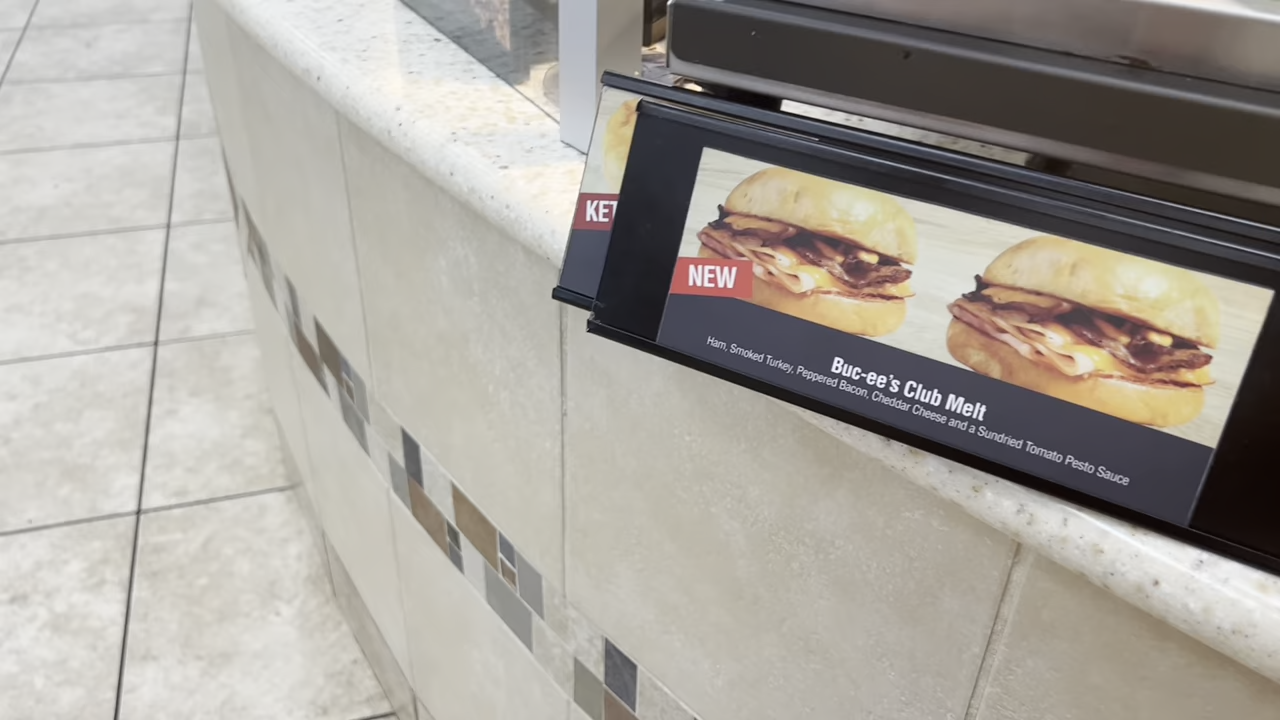 KET
NEW
Buc-ee's Club Melt
Ham, Smoked Turkey, Peppered Bacon, Cheddar Cheese and a Sundried Tomato Pesto Sauce